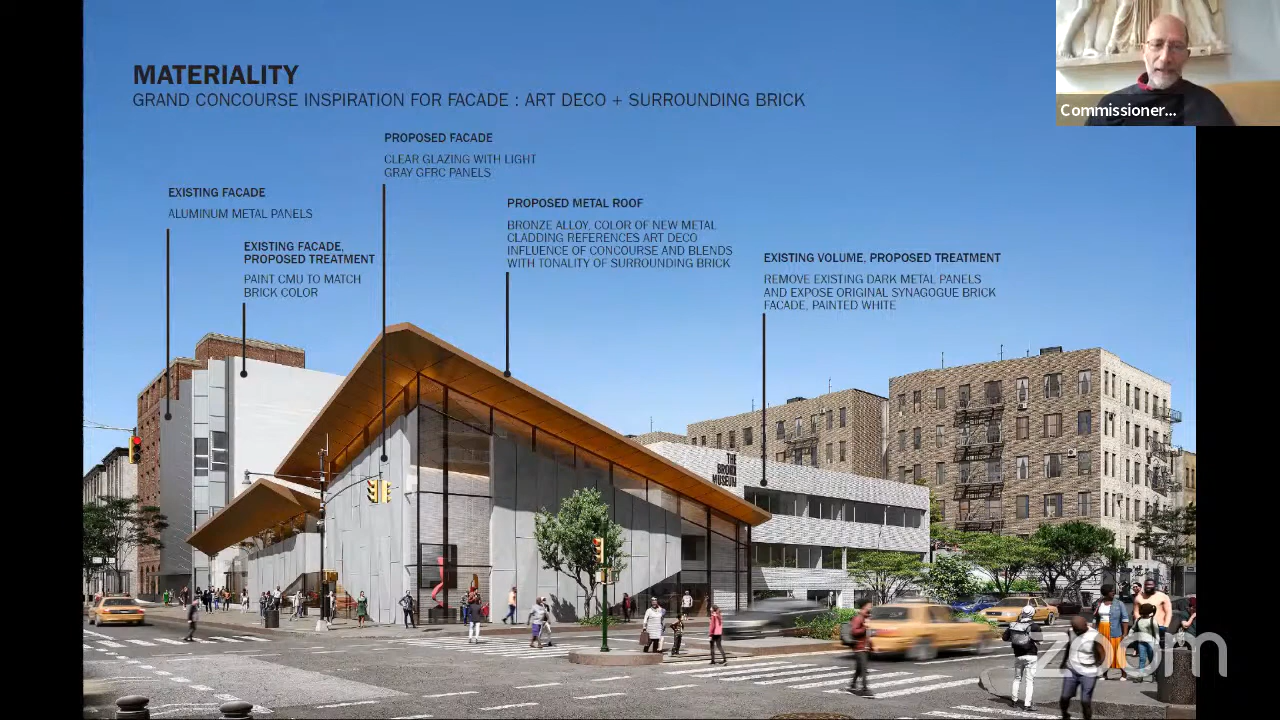 MATERIALITY
GRAND CONCOURSE INSPIRATION FOR FACADE : ART DECO + SURROUNDING BRICK
Commissioner...
PROPOSED FACADE
CLEAR GLAZING WITH LIGHT
GRAY GFRC PANELS
EXISTING FACADE
ALUMINUM METAL PANELS
PROPOSED METAL ROOF
BRONZE ALLOY, COLOR OF NEW METAL
CLADDING REFERENCES ART DECO
INFLUENCE OF CONCOURSE AND BLENDS
WITH TONALITY OF SURROUNDING BRICK
EXISTING FACADE,
PROPOSED TREATMENT
PAINT CMU TO MATCH
BRICK COLOR
EXISTING VOLUME, PROPOSED TREATMENT
REMOVE EXISTING DARK METAL PANELS
AND EXPOSE ORIGINAL SYNAGOGUE BRICK
FACADE, PAINTED WHITE
THE
BRONX
MUSEUM
zoom